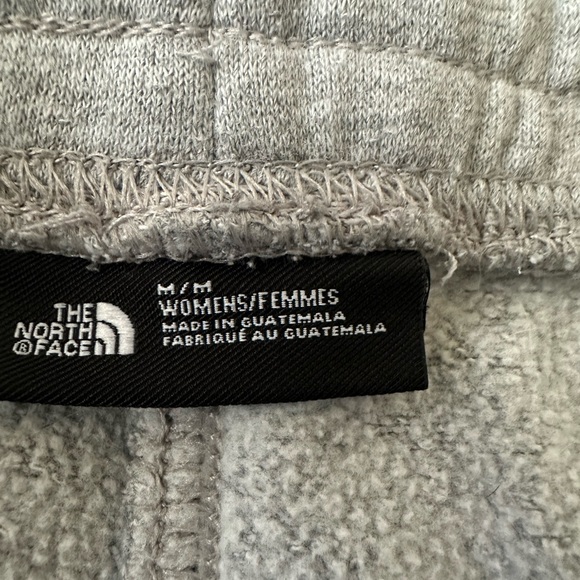 THE
NORTH
® FACE
M/M
WOMENS/FEMMES
MADE IN GUATEMALA
FABRIQUÉ AU GUATEMALA